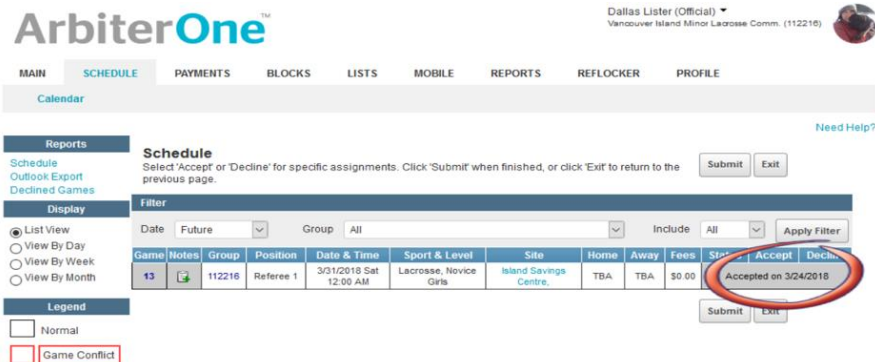 ArbiterOne™
Dallas Lister (Official)
Vancouver Island Minor Lacrosse Comm. (112216)
MAIN SCHEDULE PAYMENTS BLOCKS LISTS MOBILE REPORTS REFLOCKER PROFILE
Calendar
Need Help?
Reports
Schedule
Outlook Export
Declined Games
Display
List View
View By Day
View By Week
View By Month
Legend
Normal
Game Conflict
Schedule
Select 'Accept' or 'Decline' for specific assignments. Click 'Submit' when finished, or click 'Exit' to return to the
previous page.
Submit Exit
Filter
Date Future Group All Include All Apply Filter
Game Notes Group Position Date & Time Sport & Level Site Home Away Fees Status Accept Decline
13 112216 Referee 1 3/31/2018 Sat Lacrosse, Novice Island Savings TBA TBA $0.00 Accepted on 3/24/2018
12:00 AM Girls Centre,
Submit Exit